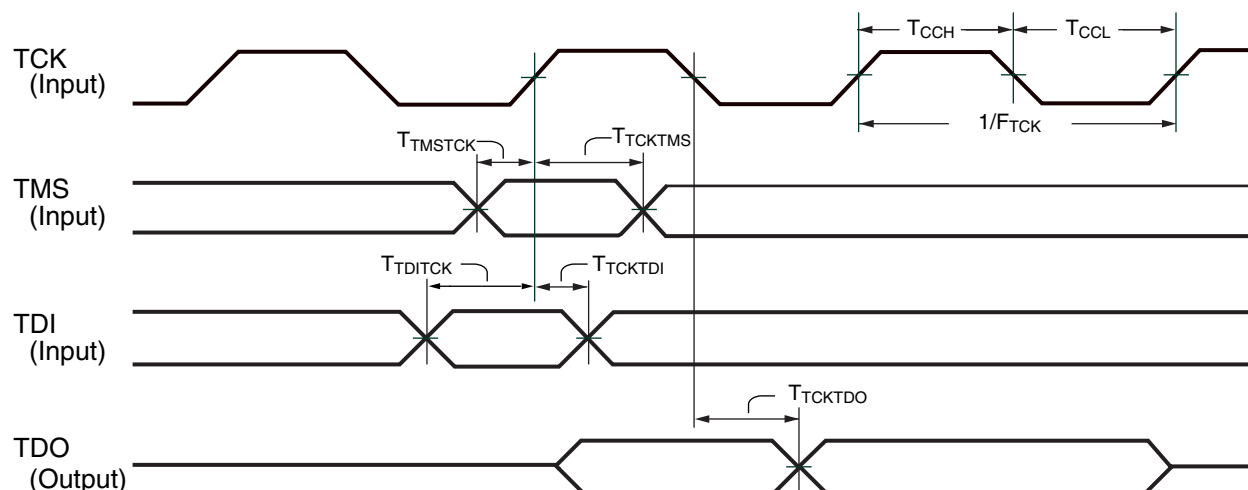 TCK
(Input)
TCCH
TCCL
1/FTCK
TTMSTCK
TTCKTMS
TMS
(Input)
TTDITCK
TTCKTDI
TDI
(Input)
TTCKTDO
TDO
(Output)